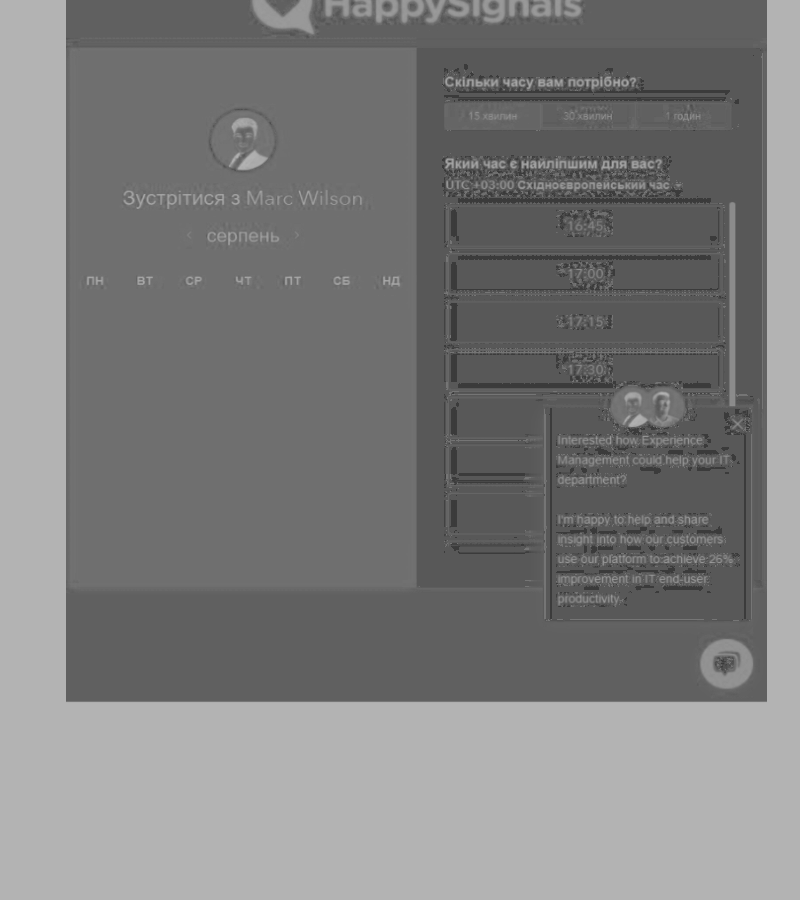 HappySignals
Зустрітися з Marc Wilson
серпень
ПН ВТ СР ЧТ ПТ СБ НД
Скільки часу вам потрібно?
15 хвилин 30 хвилин 1 годин
Який час є найліпшим для вас?
UTC +03:00 Східноєвропейський час
16:45
17:00
17:15
17:30
Interested how Experience
Management could help your IT
department?
I'm happy to help and share
insight into how our customers
use our platform to achieve 26%
improvement in IT end-user
productivity.